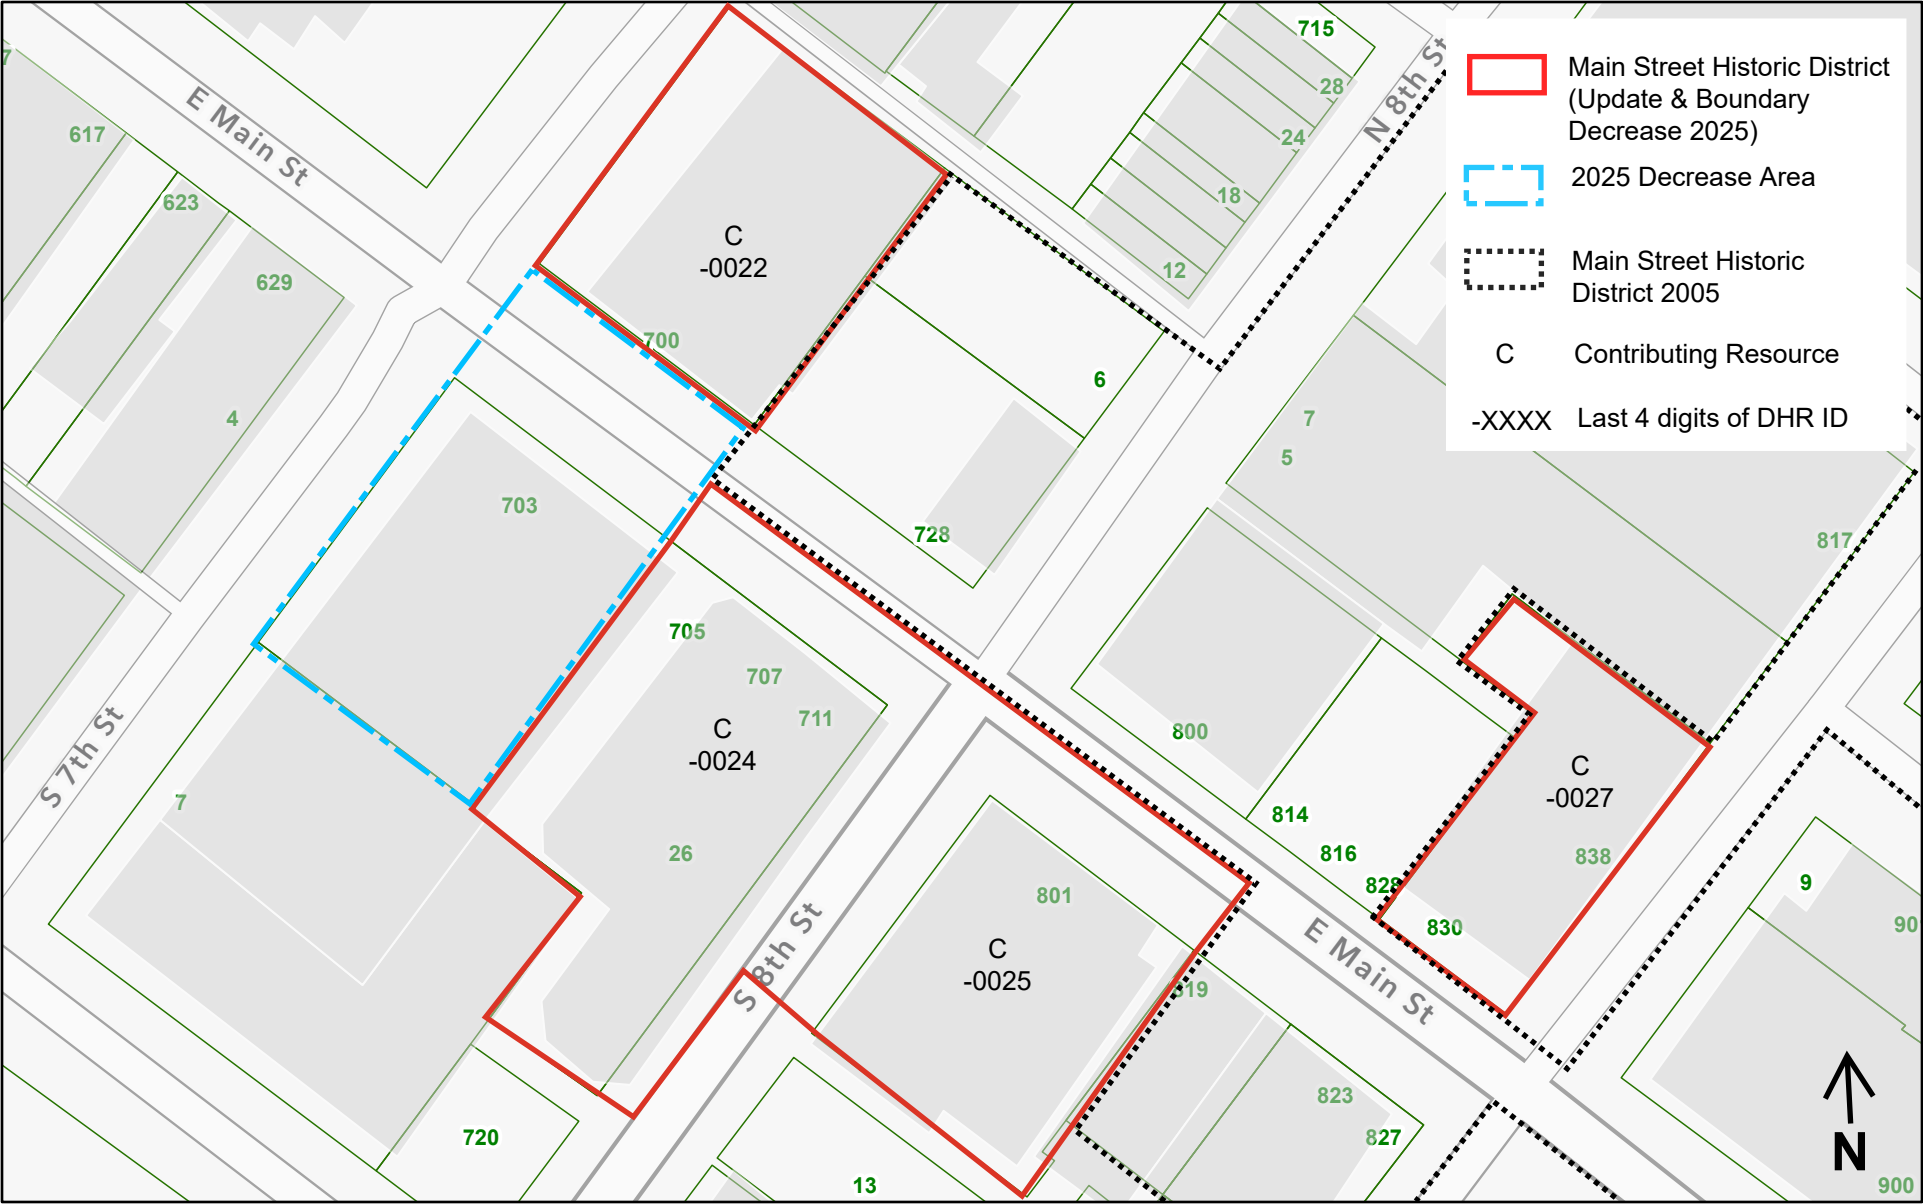 715
28
24
18
12
N 8th St
Main Street Historic District
(Update & Boundary
Decrease 2025)
2025 Decrease Area
Main Street Historic
District 2005
C
Contributing Resource
-XXXX
Last 4 digits of DHR ID
7
617
E Main St
623
629
4
C
-0022
700
6
728
7
5
817
703
705
707
711
C
-0024
26
S 7th St
7
800
814
816
828
830
C
-0027
838
9
90
801
C
-0025
S 8th St
E Main St
819
823
827
720
13
900
N